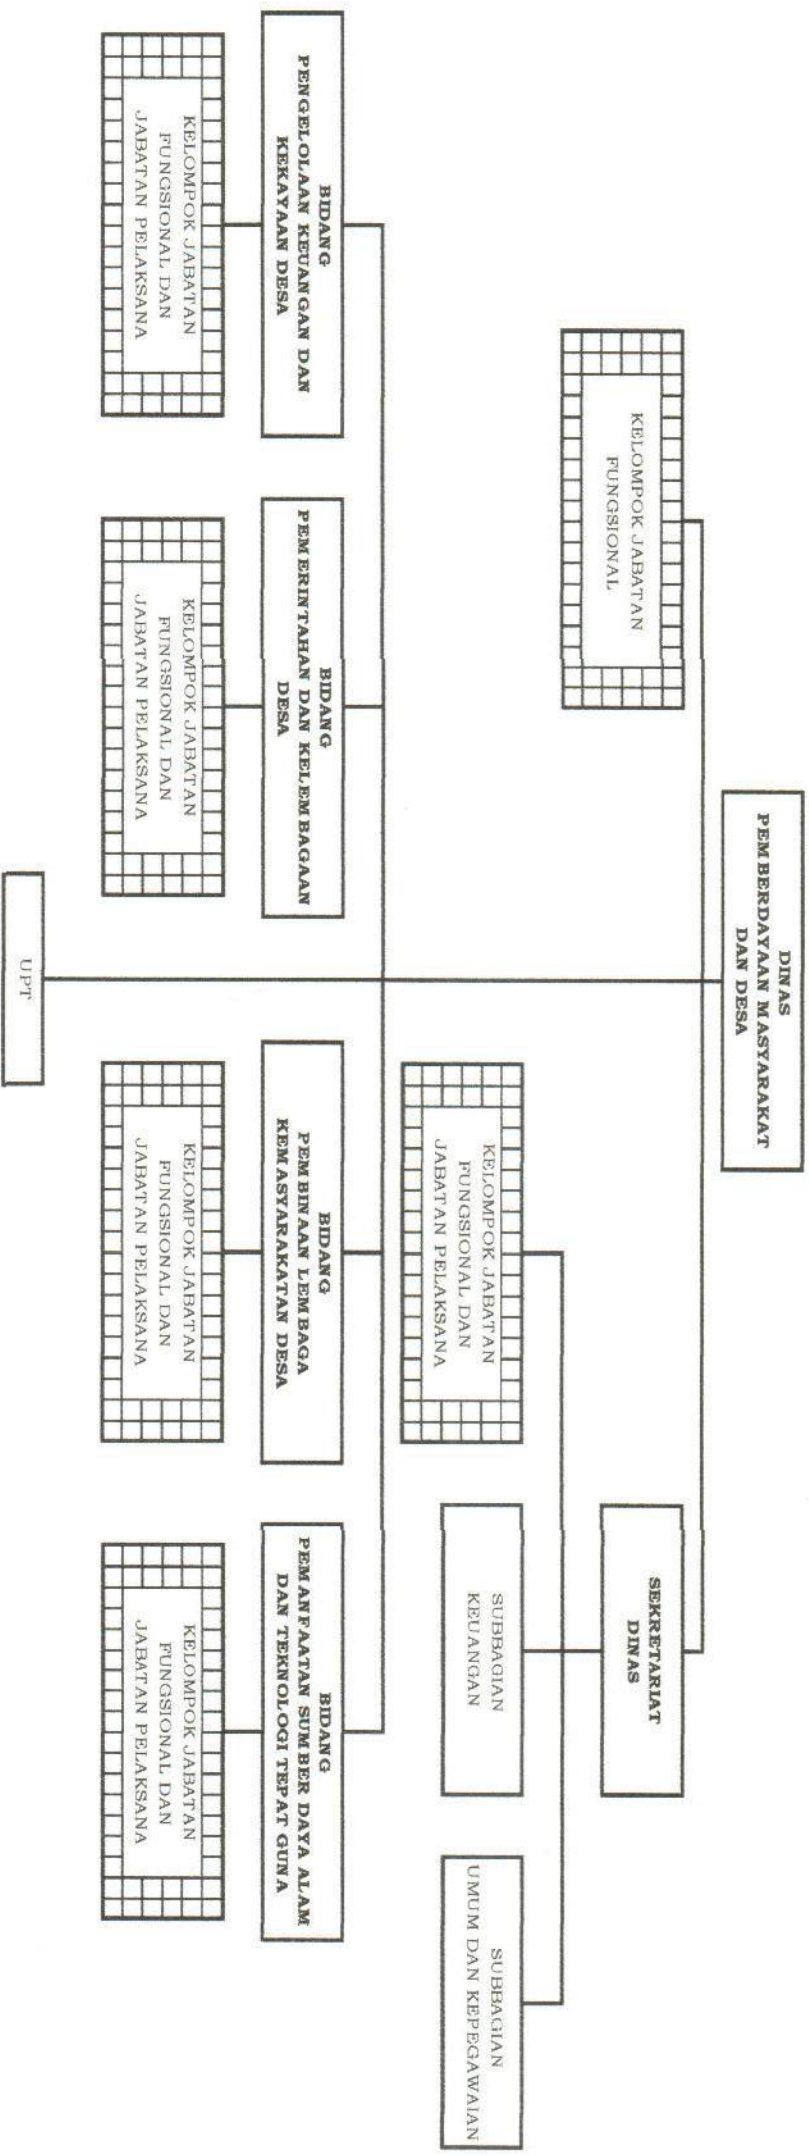 DINAS
PEMBERDAYAAN MASYARAKAT
DAN DESA
KELOMPOK JABATAN
FUNGSIONAL
SEKRETARIAT
DINAS
KELOMPOK JABATAN
FUNGSIONAL DAN
JABATAN PELAKSANA
SUBBAGIAN
KEUANGAN
SUBBAGIAN
UMUM DAN KEPEGAWAIAN
BIDANG
PENGELOLAAN KEUANGAN DAN
KEKAYAAN DESA
BIDANG
PEMERINTAHAN DAN KELEMBAGAAN
DESA
BIDANG
PEMBINAAN LEMBAGA
KEMASYARAKATAN DESA
BIDANG
PEMANFAATAN SUMBER DAYA ALAM
DAN TEKNOLOGI TEPAT GUNA
KELOMPOK JABATAN
FUNGSIONAL DAN
JABATAN PELAKSANA
KELOMPOK JABATAN
FUNGSIONAL DAN
JABATAN PELAKSANA
KELOMPOK JABATAN
FUNGSIONAL DAN
JABATAN PELAKSANA
KELOMPOK JABATAN
FUNGSIONAL DAN
JABATAN PELAKSANA
UPT